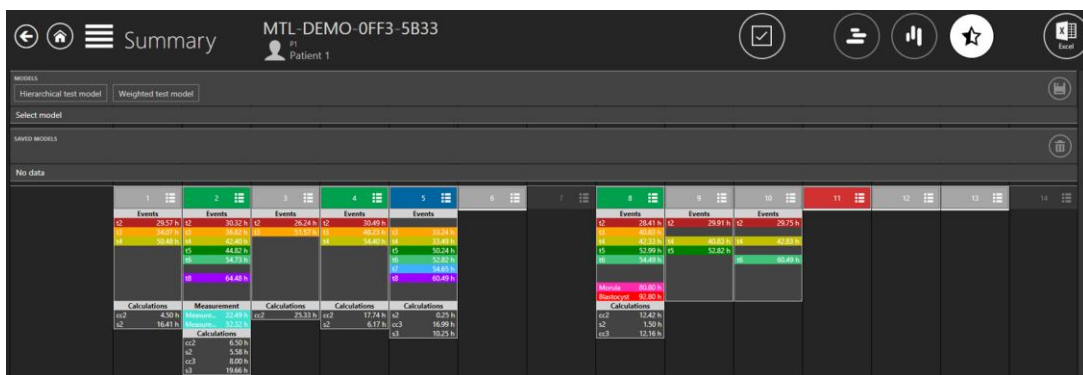 Summary
MTL-DEMO-0FF3-5B33
P1
Patient 1
Excel
MODELS
Hierarchical test model Weighted test model
Select model
SAVED MODELS
No data
1 2 3 4 5 6 7 8 9 10 11 12 13 14
Events Events Events Events Events Events Events Events
t2 29.57 h t2 30.32 h t2 26.24 h t2 30.49 h t2 28.41 h t2 29.91 h t2 29.75 h
t3 34.07 h t3 36.82 h t3 51.57 h t3 48.23 h t3 33.24 h t3 40.83 h
t4 50.48 h t4 42.40 h t4 54.40 h t4 33.49 h t4 42.33 h t4 40.83 h t4 42.83 h
t5 44.82 h t5 50.24 h t5 52.99 h t5 52.82 h
t6 54.73 h t6 52.82 h t6 54.49 h t6 60.49 h
t7 54.65 h
t8 64.48 h t8 60.49 h
Morula 80.80 h
Blastocyst 92.80 h
Calculations Measurement Calculations Calculations Calculations Calculations
cc2 4.50 h Measure... 22.49 h cc2 25.33 h cc2 17.74 h s2 0.25 h cc2 12.42 h
s2 16.41 h Measure... 32.32 h s2 6.17 h cc3 16.99 h s2 1.50 h
Calculations s3 10.25 h cc3 12.16 h
cc2 6.50 h
s2 5.58 h
cc3 8.00 h
s3 19.66 h